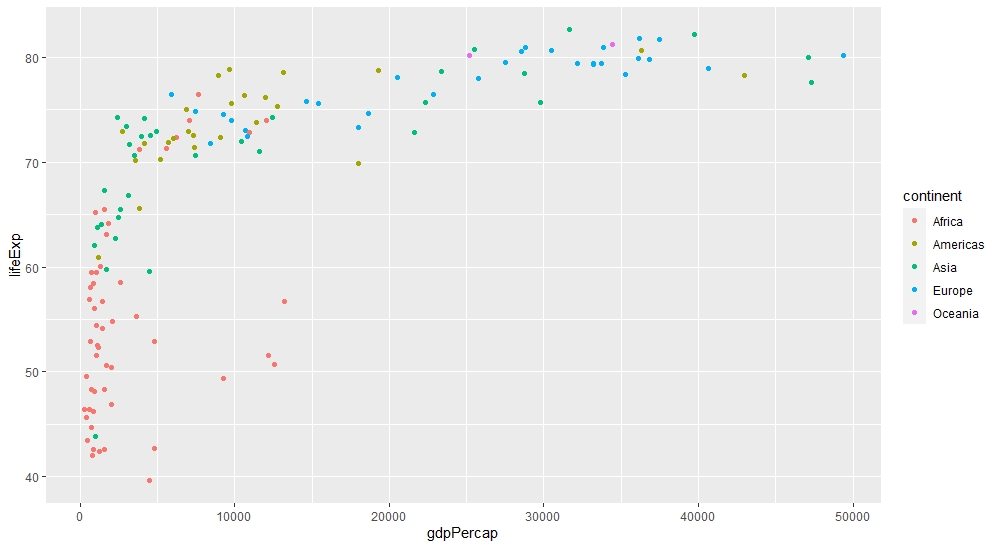 lifeExp
80
70
60
50
40
0
10000
20000
30000
40000
50000
gdpPercap
continent
Africa
Americas
Asia
Europe
Oceania